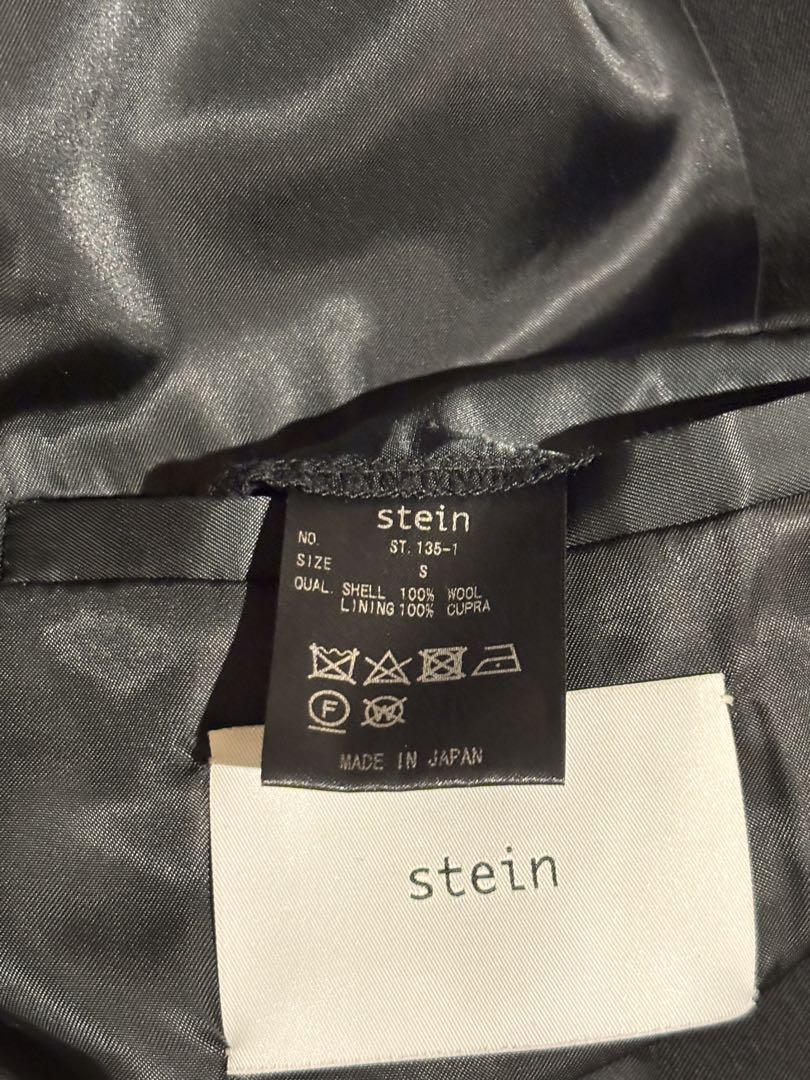 stein
NO. ST. 135-1
SIZE S
QUAL. SHELL 100% WOOL
LINING 100% CUPRA
F W
MADE IN JAPAN
stein